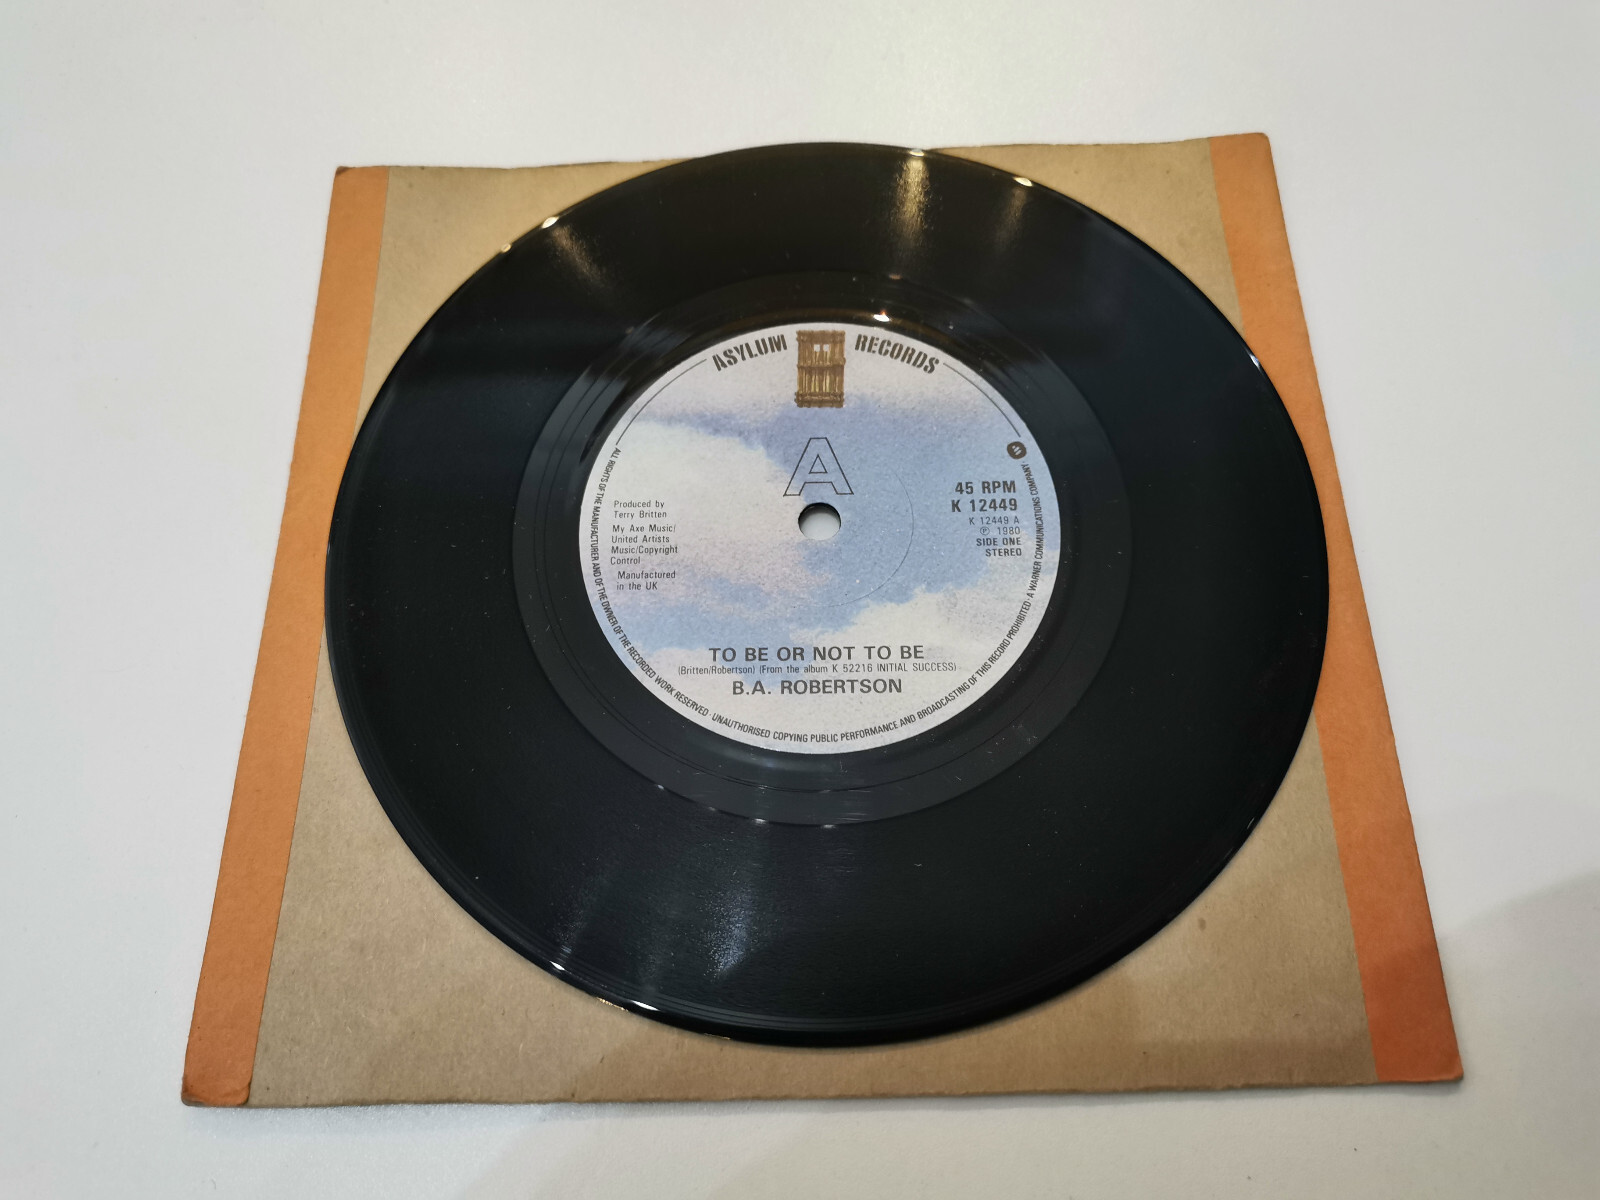 ASYLUM RECORDS
A
Produced by
Terry Britten
My Axe Music/
United Artists
Music/Copyright
Control
Manufactured
in the UK
45 RPM
K 12449
K 12449 A
℗ 1980
SIDE ONE
STEREO
TO BE OR NOT TO BE
(Britten/Robertson) (From the album K 52216 INITIAL SUCCESS)
B.A. ROBERTSON
ALL RIGHTS OF THE MANUFACTURER AND OF THE OWNER OF THE RECORDED WORK RESERVED · UNAUTHORISED COPYING PUBLIC PERFORMANCE AND BROADCASTING OF THIS RECORD PROHIBITED · A WARNER COMMUNICATIONS COMPANY ·